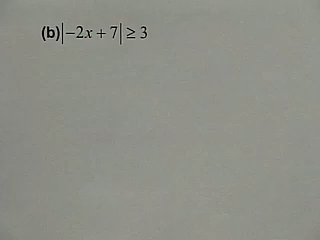 (b)|−2x + 7| ≥ 3